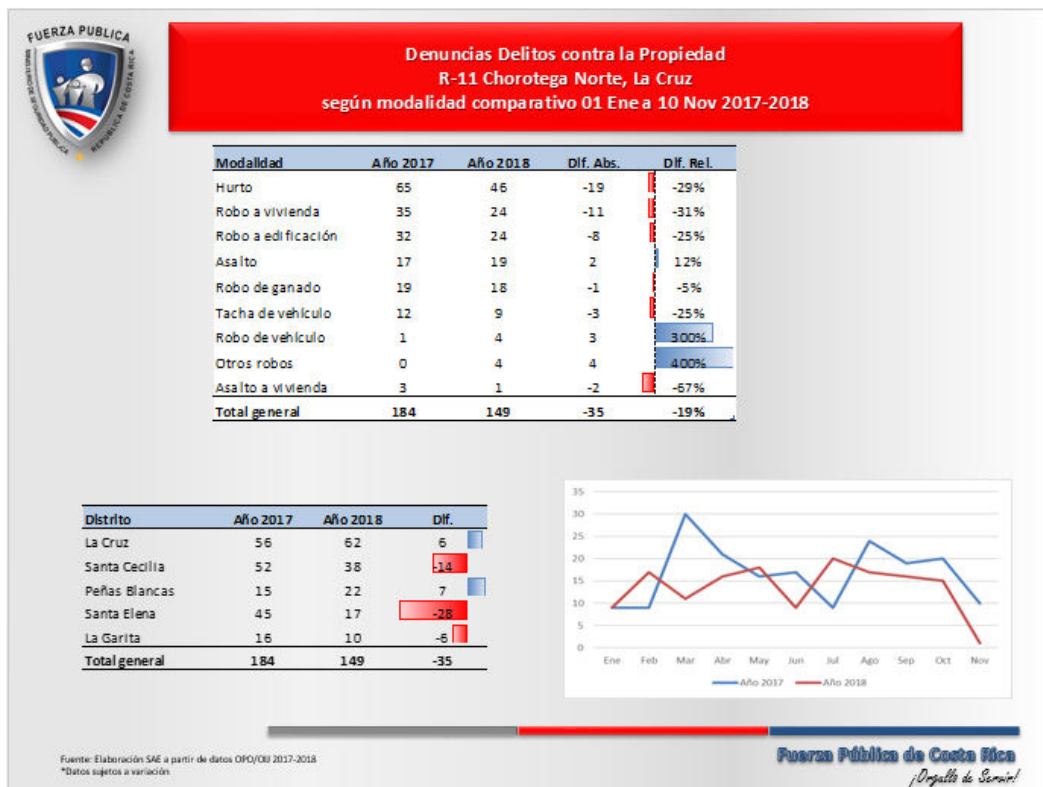 FUERZA PUBLICA
MINISTERIO DE SEGURIDAD PUBLICA
REPUBLICA DE COSTA RICA
Denuncias Delitos contra la Propiedad
R-11 Chorotega Norte, La Cruz
según modalidad comparativo 01 Ene a 10 Nov 2017-2018
Modalidad Año 2017 Año 2018 Dif. Abs. Dif. Rel.
Hurto 65 46 -19 -29%
Robo a vivienda 35 24 -11 -31%
Robo a edificación 32 24 -8 -25%
Asalto 17 19 2 12%
Robo de ganado 19 18 -1 -5%
Tacha de vehículo 12 9 -3 -25%
Robo de vehículo 1 4 3 300%
Otros robos 0 4 4 400%
Asalto a vivienda 3 1 -2 -67%
Total general 184 149 -35 -19%
Distrito Año 2017 Año 2018 Dif.
La Cruz 56 62 6
Santa Cecilia 52 38 -14
Peñas Blancas 15 22 7
Santa Elena 45 17 -28
La Garita 16 10 -6
Total general 184 149 -35
35
30
25
20
15
10
5
0
Ene Feb Mar Abr May Jun Jul Ago Sep Oct Nov
Año 2017 Año 2018
Fuente: Elaboración SAE a partir de datos OPO/OIJ 2017-2018
*Datos sujetos a variación
Fuerza Pública de Costa Rica
¡Orgullo de Servir!